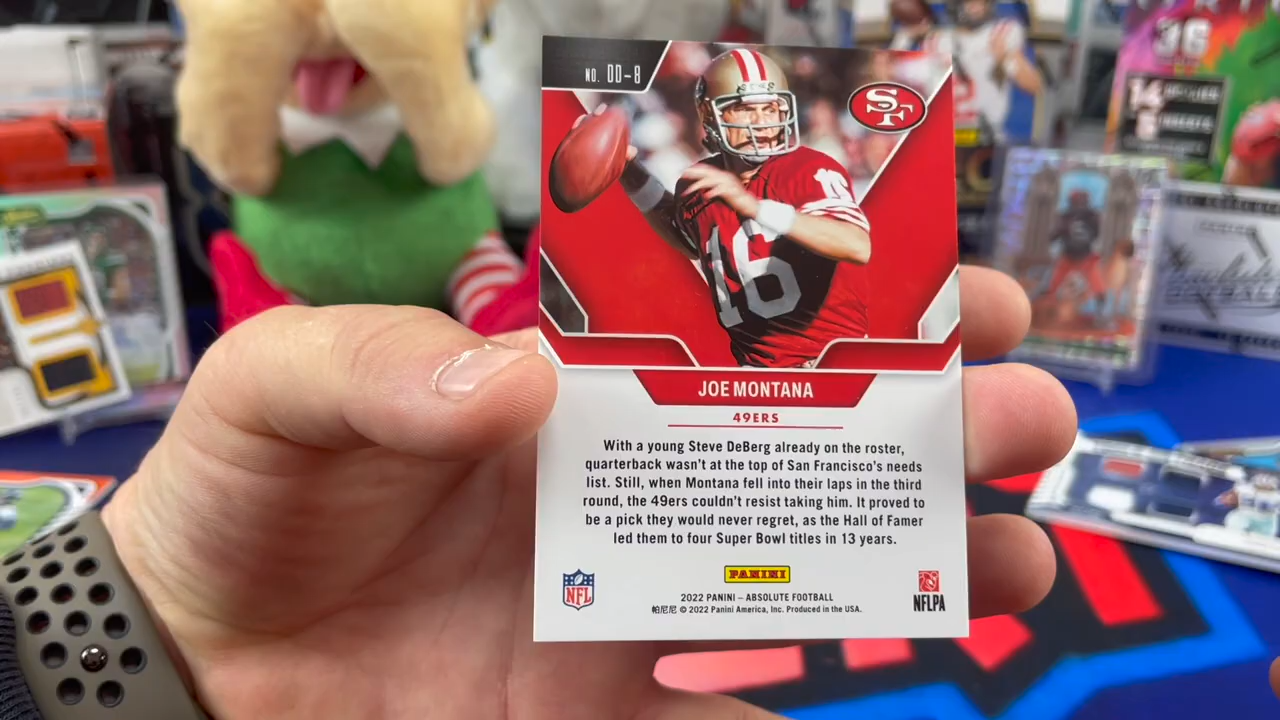 NO. DD-8
SF
16
16
JOE MONTANA
49ERS
With a young Steve DeBerg already on the roster,
quarterback wasn't at the top of San Francisco's needs
list. Still, when Montana fell into their laps in the third
round, the 49ers couldn't resist taking him. It proved to
be a pick they would never regret, as the Hall of Famer
led them to four Super Bowl titles in 13 years.
PANINI
NFL
2022 PANINI – ABSOLUTE FOOTBALL
帕尼尼 © 2022 Panini America, Inc. Produced in the USA.
NFLPA
36
14